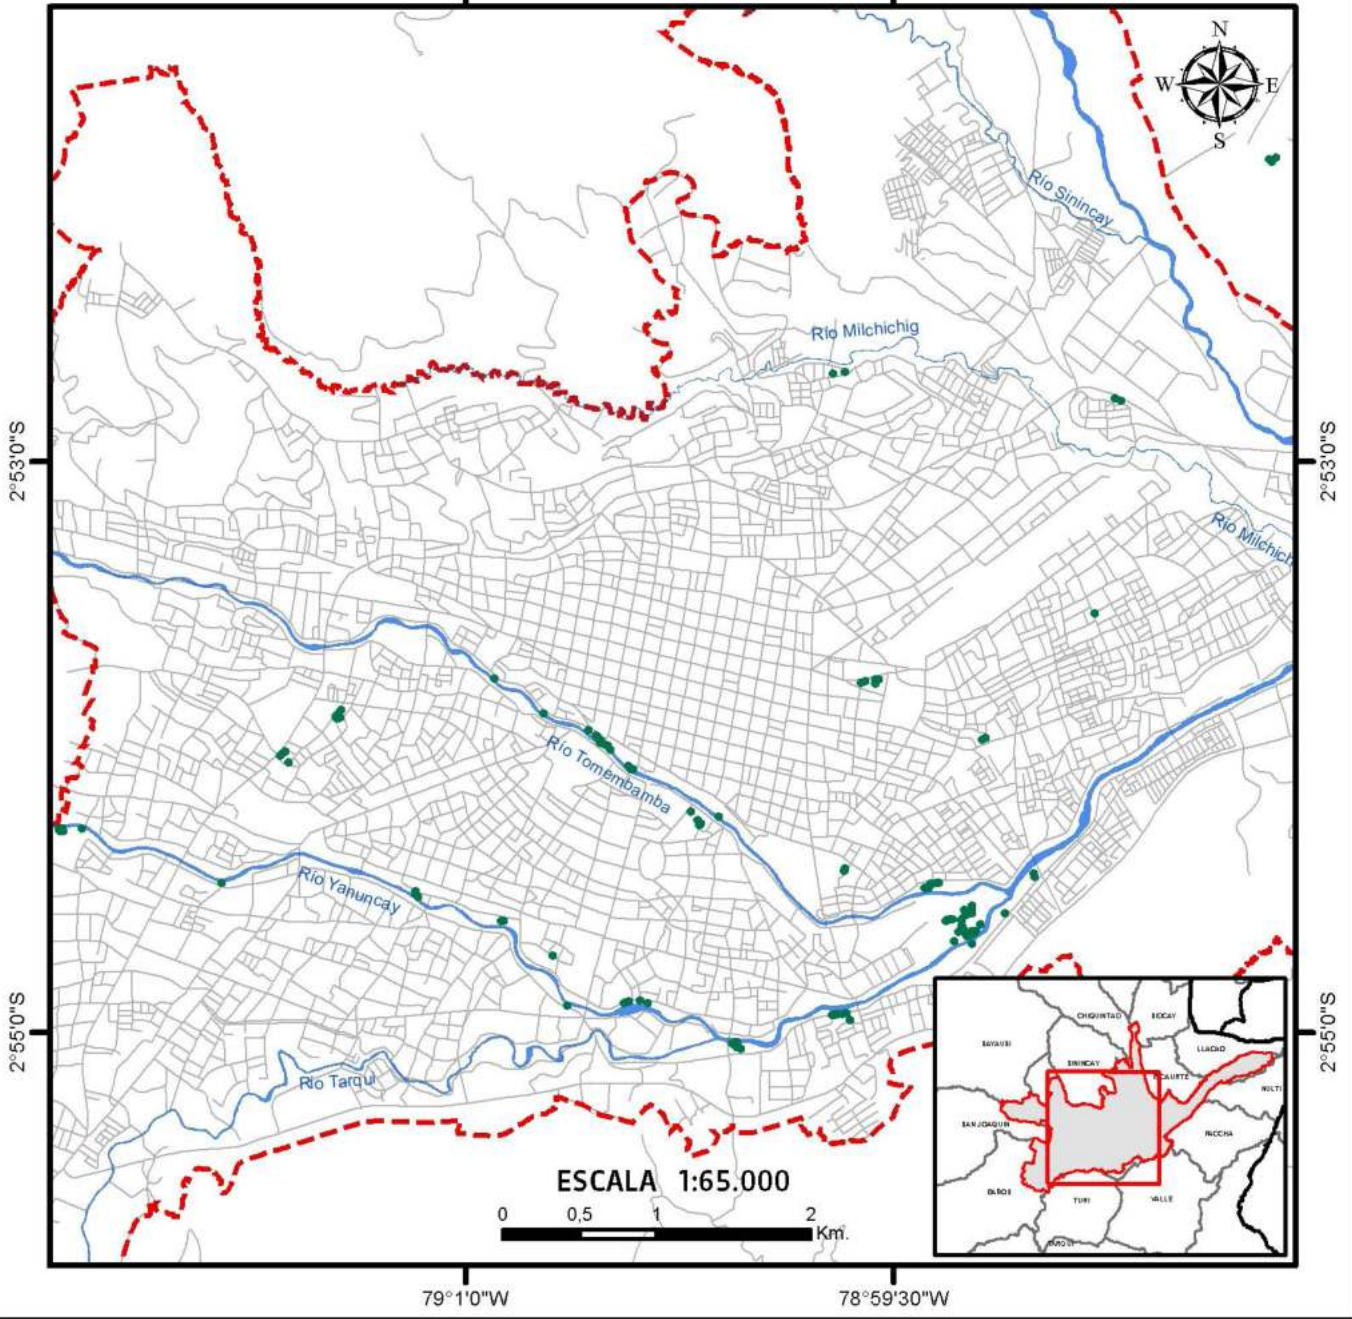 N
W E
S
Río Sinincay
Río Milchichig
2°53'0"S
2°53'0"S
Río Milchich
Río Tomembamba
Río Yanuncay
2°55'0"S
2°55'0"S
Río Tarqui
CHIQUINTAD
SIDCAY
SAYAUSI
LLACAO
SININCAY
NULTI
SAN JOAQUIN
PACCHA
BAÑOS
TURI
VALLE
TARQUI
ESCALA 1:65.000
0 0,5 1 2
Km.
79°1'0"W
78°59'30"W